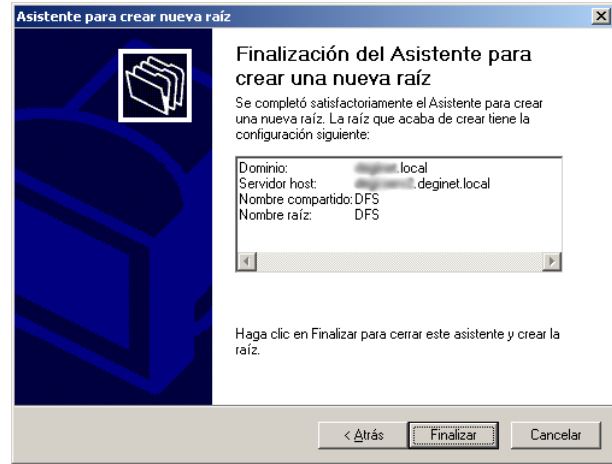 Asistente para crear nueva raíz
Finalización del Asistente para
crear una nueva raíz
Se completó satisfactoriamente el Asistente para crear
una nueva raíz. La raíz que acaba de crear tiene la
configuración siguiente:
Dominio: .local
Servidor host: .deginet.local
Nombre compartido: DFS
Nombre raíz: DFS
Haga clic en Finalizar para cerrar este asistente y crear la
raíz.
< Atrás Finalizar Cancelar